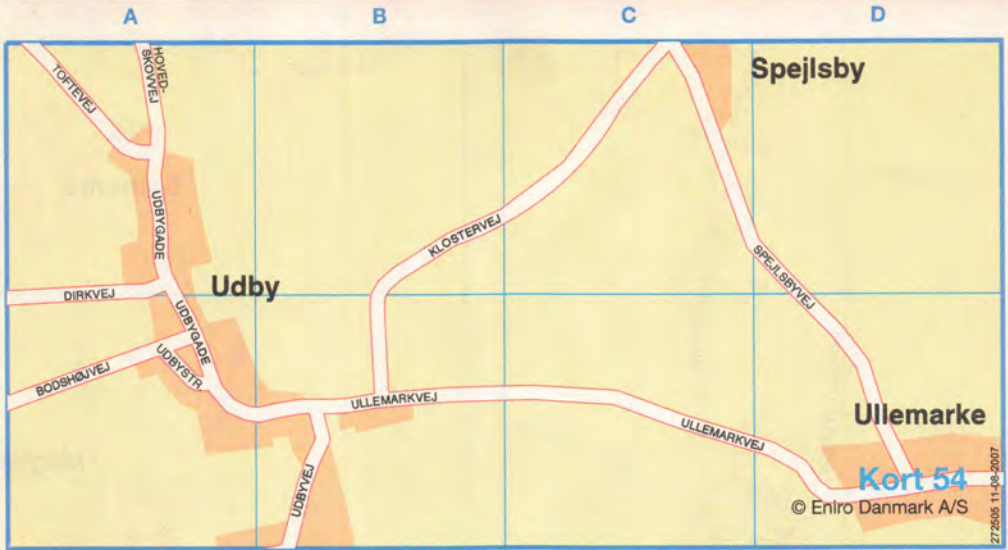 A
B
C
D
TOFTEVEJ
HOVED-
SKOVVEJ
Spejlsby
UDBYGADE
KLOSTERVEJ
SPEJLSBYVEJ
Udby
DIRKVEJ
UDBYGADE
UDBYSTR.
BODSHØJVEJ
ULLEMARKVEJ
ULLEMARKVEJ
Ullemarke
UDBYVEJ
Kort 54
© Eniro Danmark A/S
272505 11-08-2007